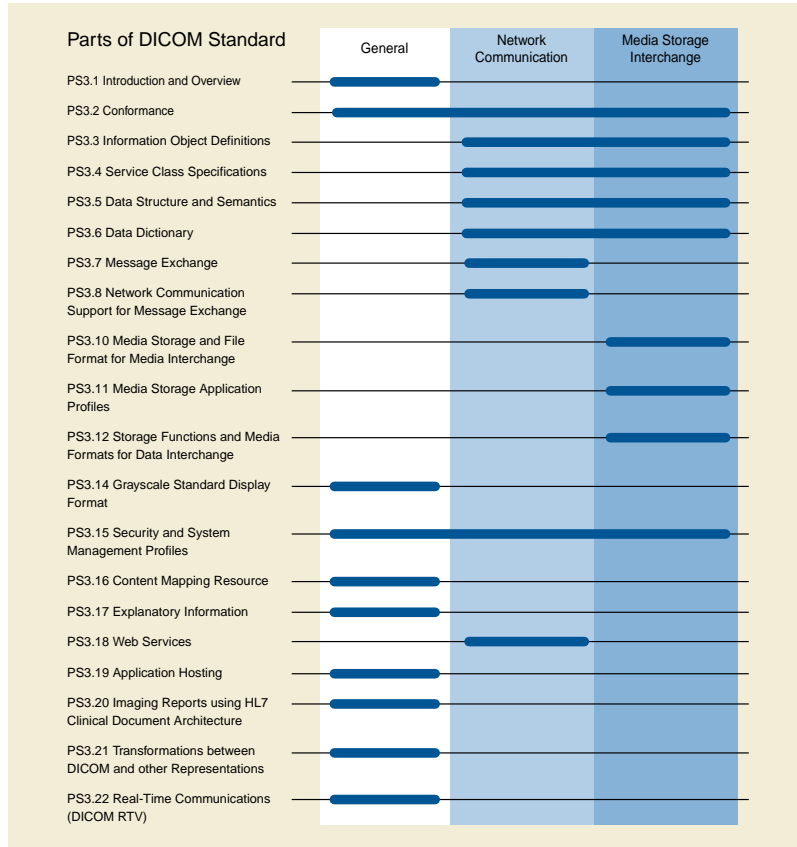 Parts of DICOM Standard
General
Network
Communication
Media Storage
Interchange
PS3.1 Introduction and Overview
PS3.2 Conformance
PS3.3 Information Object Definitions
PS3.4 Service Class Specifications
PS3.5 Data Structure and Semantics
PS3.6 Data Dictionary
PS3.7 Message Exchange
PS3.8 Network Communication
Support for Message Exchange
PS3.10 Media Storage and File
Format for Media Interchange
PS3.11 Media Storage Application
Profiles
PS3.12 Storage Functions and Media
Formats for Data Interchange
PS3.14 Grayscale Standard Display
Format
PS3.15 Security and System
Management Profiles
PS3.16 Content Mapping Resource
PS3.17 Explanatory Information
PS3.18 Web Services
PS3.19 Application Hosting
PS3.20 Imaging Reports using HL7
Clinical Document Architecture
PS3.21 Transformations between
DICOM and other Representations
PS3.22 Real-Time Communications
(DICOM RTV)